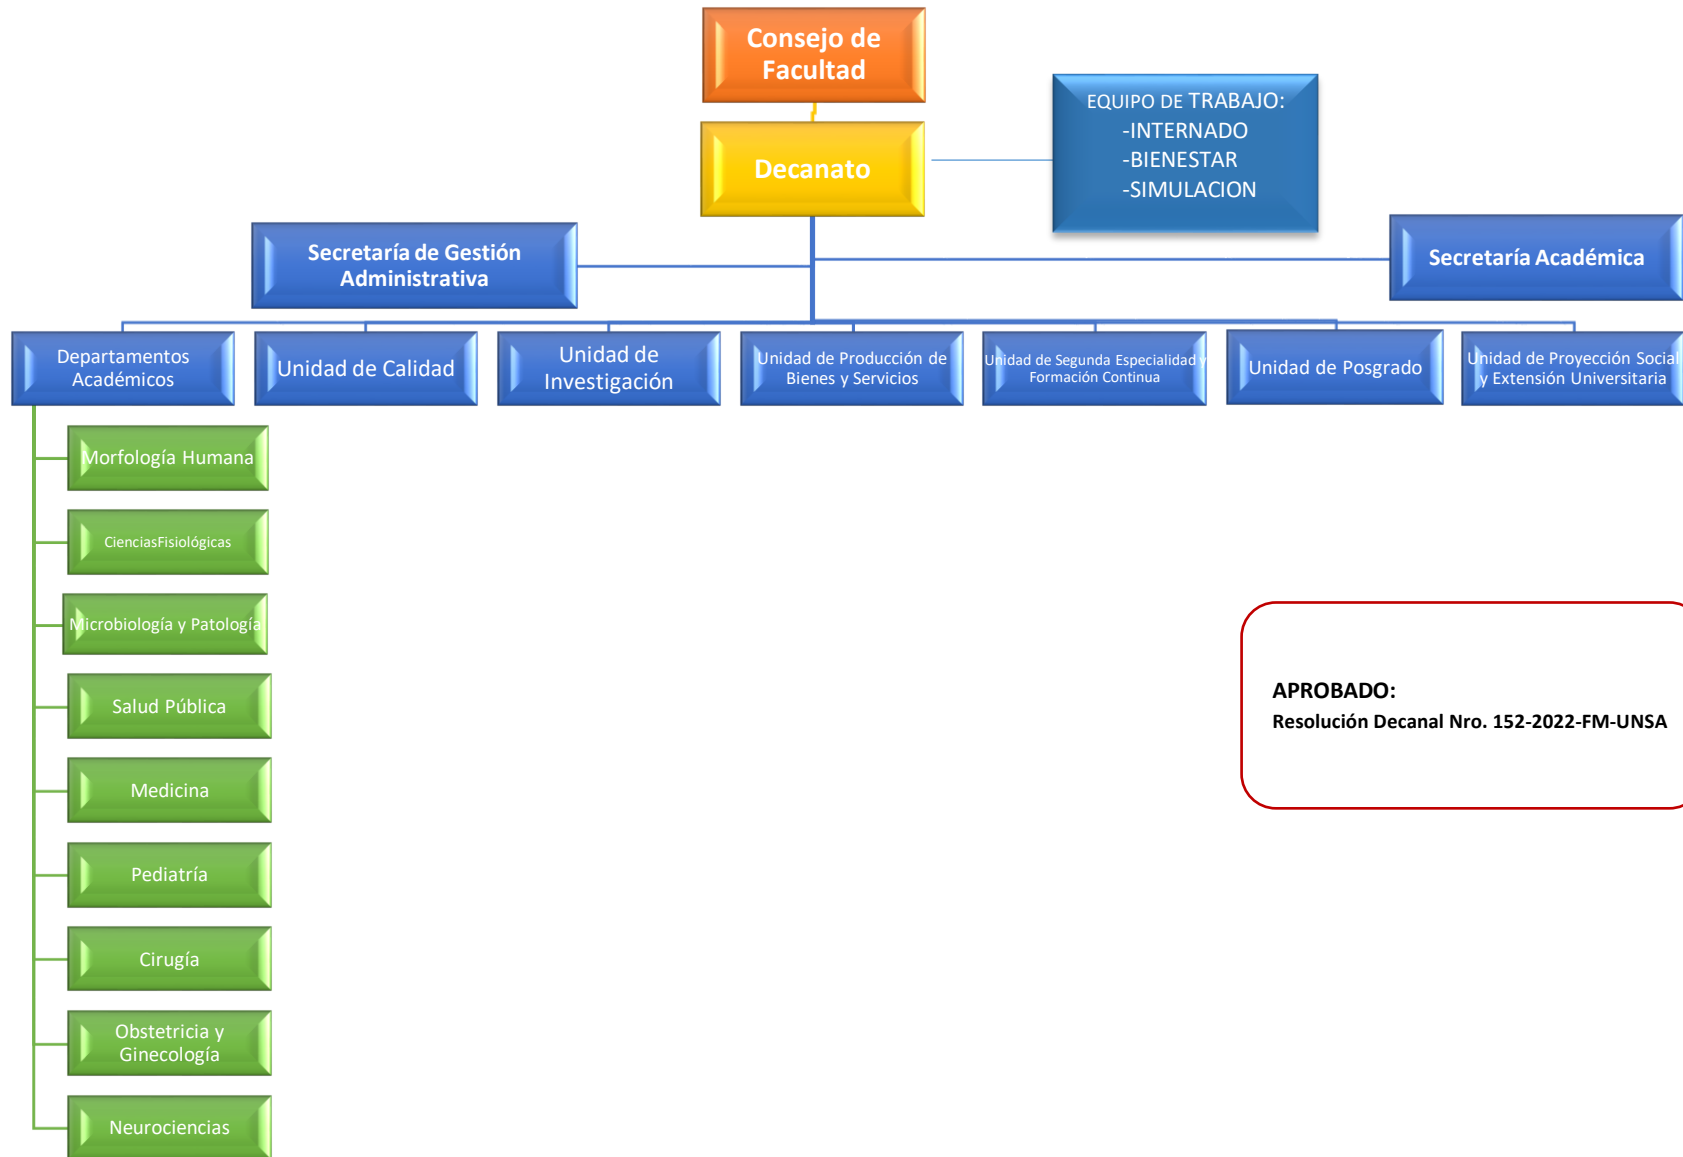 Consejo de
Facultad
EQUIPO DE TRABAJO:
-INTERNADO
-BIENESTAR
-SIMULACION
Decanato
Secretaría de Gestión
Administrativa
Secretaría Académica
Departamentos
Académicos
Unidad de Calidad
Unidad de
Investigación
Unidad de Producción de
Bienes y Servicios
Unidad de Segunda Especialidad y
Formación Continua
Unidad de Posgrado
Unidad de Proyección Social
y Extensión Universitaria
Morfología Humana
CienciasFisiológicas
Microbiología y Patología
Salud Pública
Medicina
Pediatría
Cirugía
Obstetricia y
Ginecología
Neurociencias
APROBADO:
Resolución Decanal Nro. 152-2022-FM-UNSA